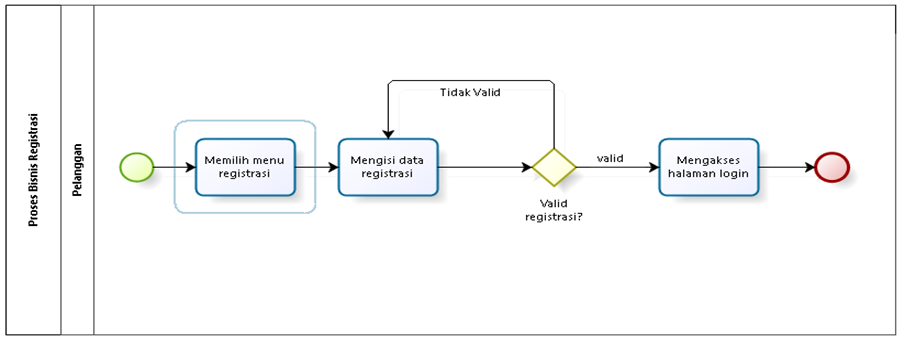 Proses Bisnis Registrasi
Pelanggan
Memilih menu
registrasi
Mengisi data
registrasi
Tidak Valid
Valid
registrasi?
valid
Mengakses
halaman login